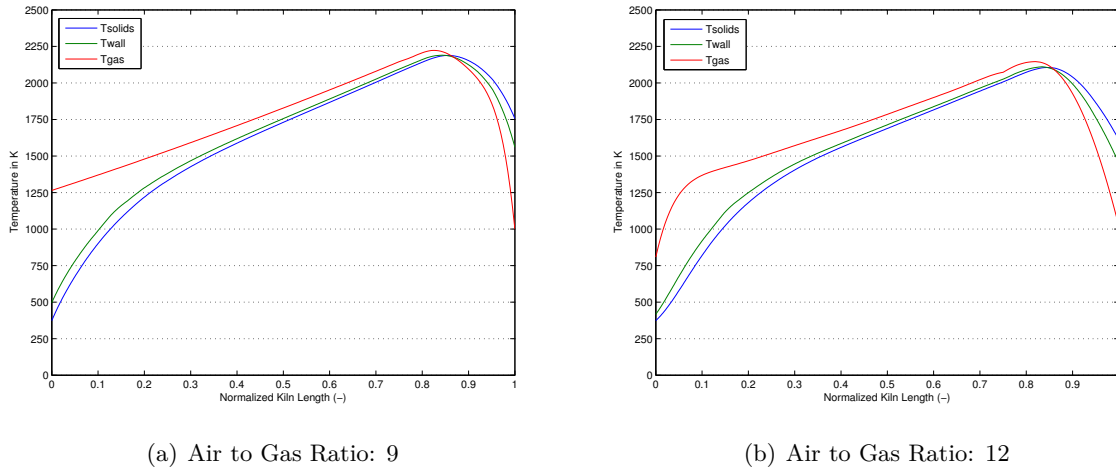 2500
2250
2000
1750
1500
1250
1000
750
500
250
0
Temperature in K
Tsolids
Twall
Tgas
0 0.1 0.2 0.3 0.4 0.5 0.6 0.7 0.8 0.9 1
Normalized Kiln Length (−)
(a) Air to Gas Ratio: 9
2500
2250
2000
1750
1500
1250
1000
750
500
250
0
Temperature in K
Tsolids
Twall
Tgas
0 0.1 0.2 0.3 0.4 0.5 0.6 0.7 0.8 0.9
Normalized Kiln Length (−)
(b) Air to Gas Ratio: 12